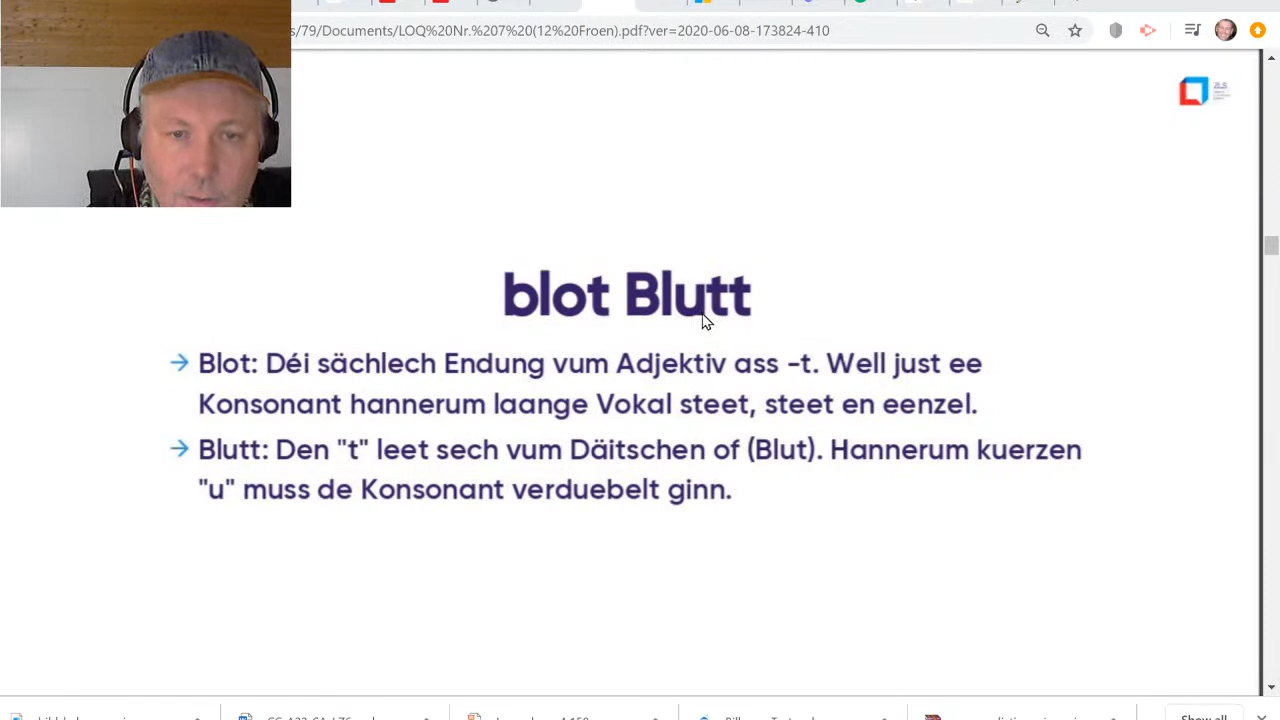 s/79/Documents/LOQ%20Nr.%207%20(12%20Froen).pdf?ver=2020-06-08-173824-410
blot Blutt
→ Blot: Déi sächlech Endung vum Adjektiv ass -t. Well just ee
Konsonant hannerum laange Vokal steet, steet en eenzel.
→ Blutt: Den "t" leet sech vum Däitschen of (Blut). Hannerum kuerzen
"u" muss de Konsonant verduebelt ginn.
Show all